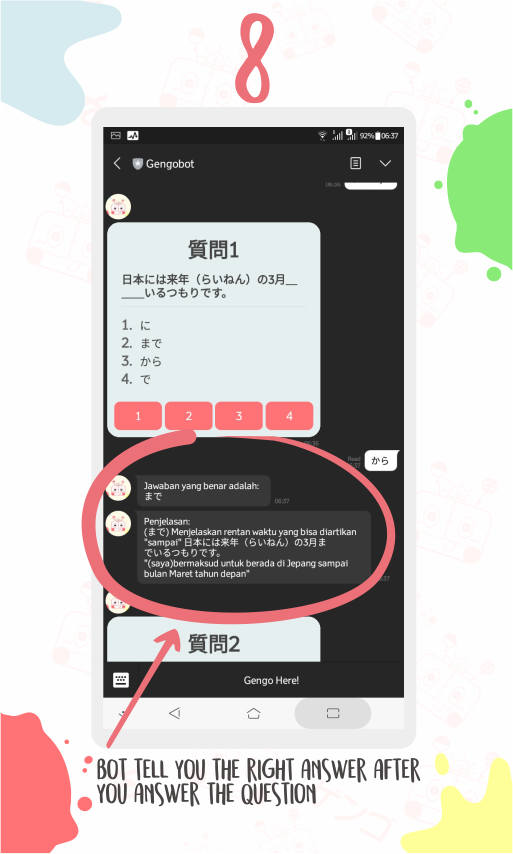 8
92% 06:37
Gengobot
06:36
質問1
日本には来年（らいねん）の3月__
____いるつもりです。
1. に
2. まで
3. から
4. で
1 2 3 4
06:36
Read
06:37
から
Jawaban yang benar adalah:
まで
06:37
Penjelasan:
(まで) Menjelaskan rentan waktu yang bisa diartikan
"sampai" 日本には来年（らいねん）の3月ま
でいるつもりです。
"(saya)bermaksud untuk berada di Jepang sampai
bulan Maret tahun depan"
質問2
Gengo Here!
BOT TELL YOU THE RIGHT ANSWER AFTER
YOU ANSWER THE QUESTION